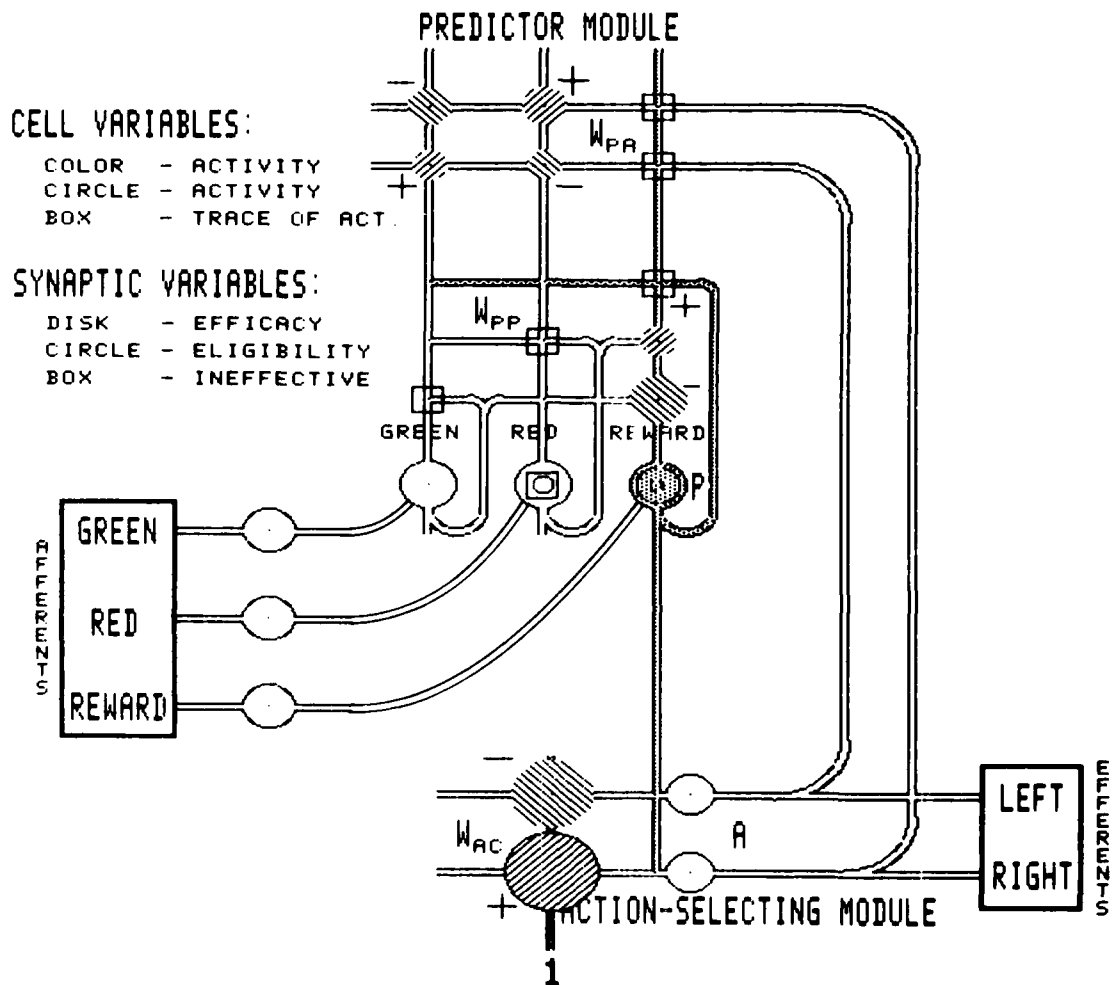 PREDICTOR MODULE
- +
CELL VARIABLES:
COLOR - ACTIVITY
CIRCLE - ACTIVITY
BOX - TRACE OF ACT.
W_PA
+ -
SYNAPTIC VARIABLES:
DISK - EFFICACY
CIRCLE - ELIGIBILITY
BOX - INEFFECTIVE
W_PP
+
-
GREEN RED REWARD
P
AFFERENTS
GREEN
RED
REWARD
-
W_AC
+
A
LEFT
RIGHT
EFFERENTS
ACTION-SELECTING MODULE
1